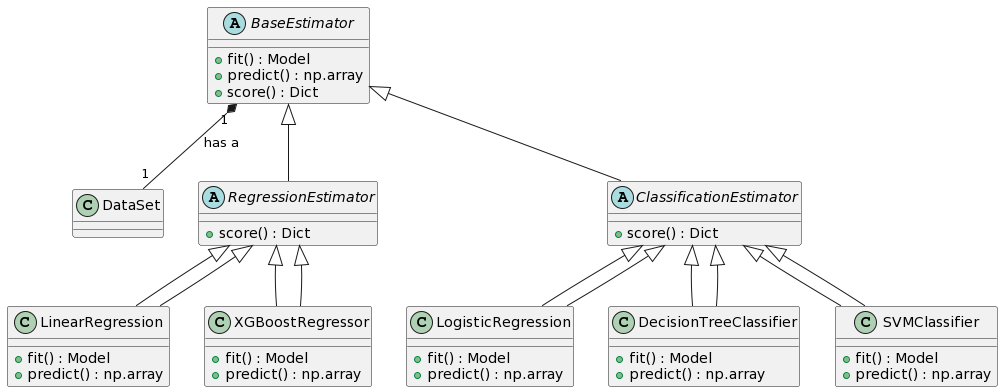 A BaseEstimator
fit() : Model
predict() : np.array
score() : Dict
1
has a
1
C DataSet
A RegressionEstimator
score() : Dict
A ClassificationEstimator
score() : Dict
C LinearRegression
fit() : Model
predict() : np.array
C XGBoostRegressor
fit() : Model
predict() : np.array
C LogisticRegression
fit() : Model
predict() : np.array
C DecisionTreeClassifier
fit() : Model
predict() : np.array
C SVMClassifier
fit() : Model
predict() : np.array